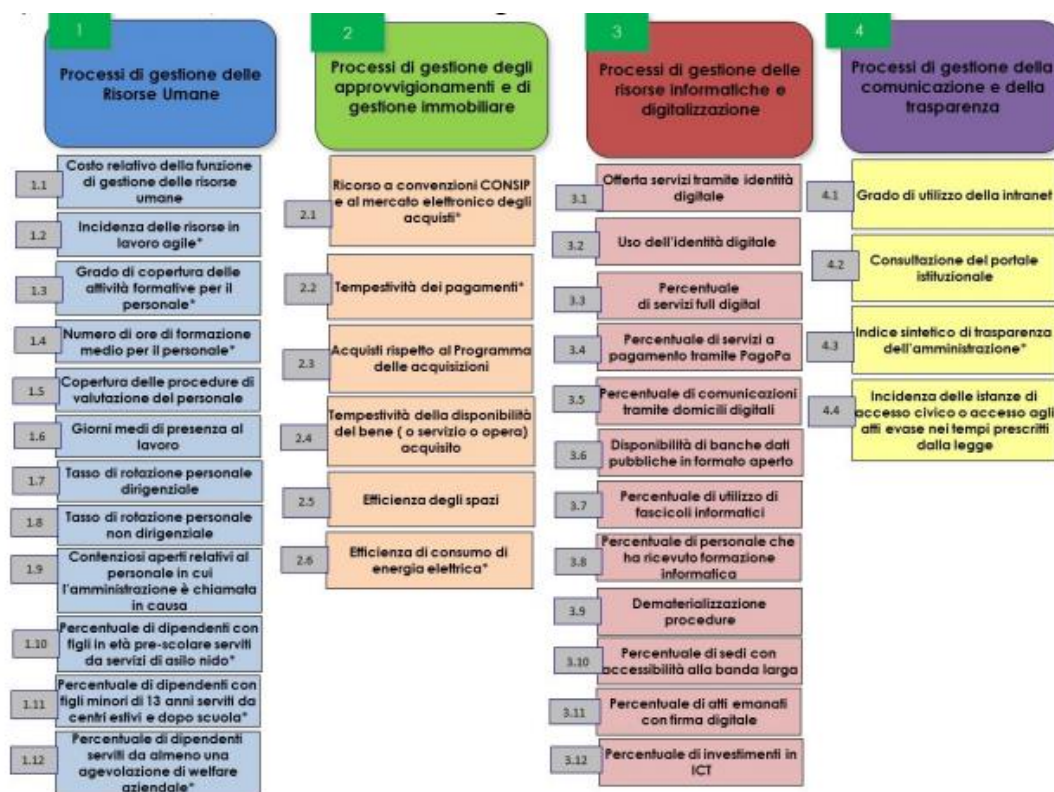 1
Processi di gestione delle
Risorse Umane
1.1
Costo relativo della funzione
di gestione delle risorse
umane
1.2
Incidenza delle risorse in
lavoro agile*
1.3
Grado di copertura delle
attività formative per il
personale*
1.4
Numero di ore di formazione
medio per il personale*
1.5
Copertura delle procedure di
valutazione del personale
1.6
Giorni medi di presenza al
lavoro
1.7
Tasso di rotazione personale
dirigenziale
1.8
Tasso di rotazione personale
non dirigenziale
1.9
Contenziosi aperti relativi al
personale in cui
l'amministrazione è chiamata
in causa
1.10
Percentuale di dipendenti con
figli in età pre-scolare serviti
da servizi di asilo nido*
1.11
Percentuale di dipendenti con
figli minori di 13 anni serviti da
centri estivi e dopo scuola*
1.12
Percentuale di dipendenti
serviti da almeno una
agevolazione di welfare
aziendale*
2
Processi di gestione degli
approvvigionamenti e di
gestione immobiliare
2.1
Ricorso a convenzioni CONSIP
e al mercato elettronico degli
acquisti*
2.2
Tempestività dei pagamenti*
2.3
Acquisti rispetto al Programma
delle acquisizioni
2.4
Tempestività della disponibilità
del bene ( o servizio o opera)
acquisito
2.5
Efficienza degli spazi
2.6
Efficienza di consumo di
energia elettrica*
3
Processi di gestione delle
risorse informatiche e
digitalizzazione
3.1
Offerta servizi tramite identità
digitale
3.2
Uso dell'identità digitale
3.3
Percentuale
di servizi full digital
3.4
Percentuale di servizi a
pagamento tramite PagoPa
3.5
Percentuale di comunicazioni
tramite domicili digitali
3.6
Disponibilità di banche dati
pubbliche in formato aperto
3.7
Percentuale di utilizzo di
fascicoli informatici
3.8
Percentuale di personale che
ha ricevuto formazione
informatica
3.9
Dematerializzazione
procedure
3.10
Percentuale di sedi con
accessibilità alla banda larga
3.11
Percentuale di atti emanati
con firma digitale
3.12
Percentuale di investimenti in
ICT
4
Processi di gestione della
comunicazione e della
trasparenza
4.1
Grado di utilizzo della intranet
4.2
Consultazione del portale
istituzionale
4.3
Indice sintetico di trasparenza
dell'amministrazione*
4.4
Incidenza delle istanze di
accesso civico o accesso agli
atti evase nei tempi prescritti
dalla legge